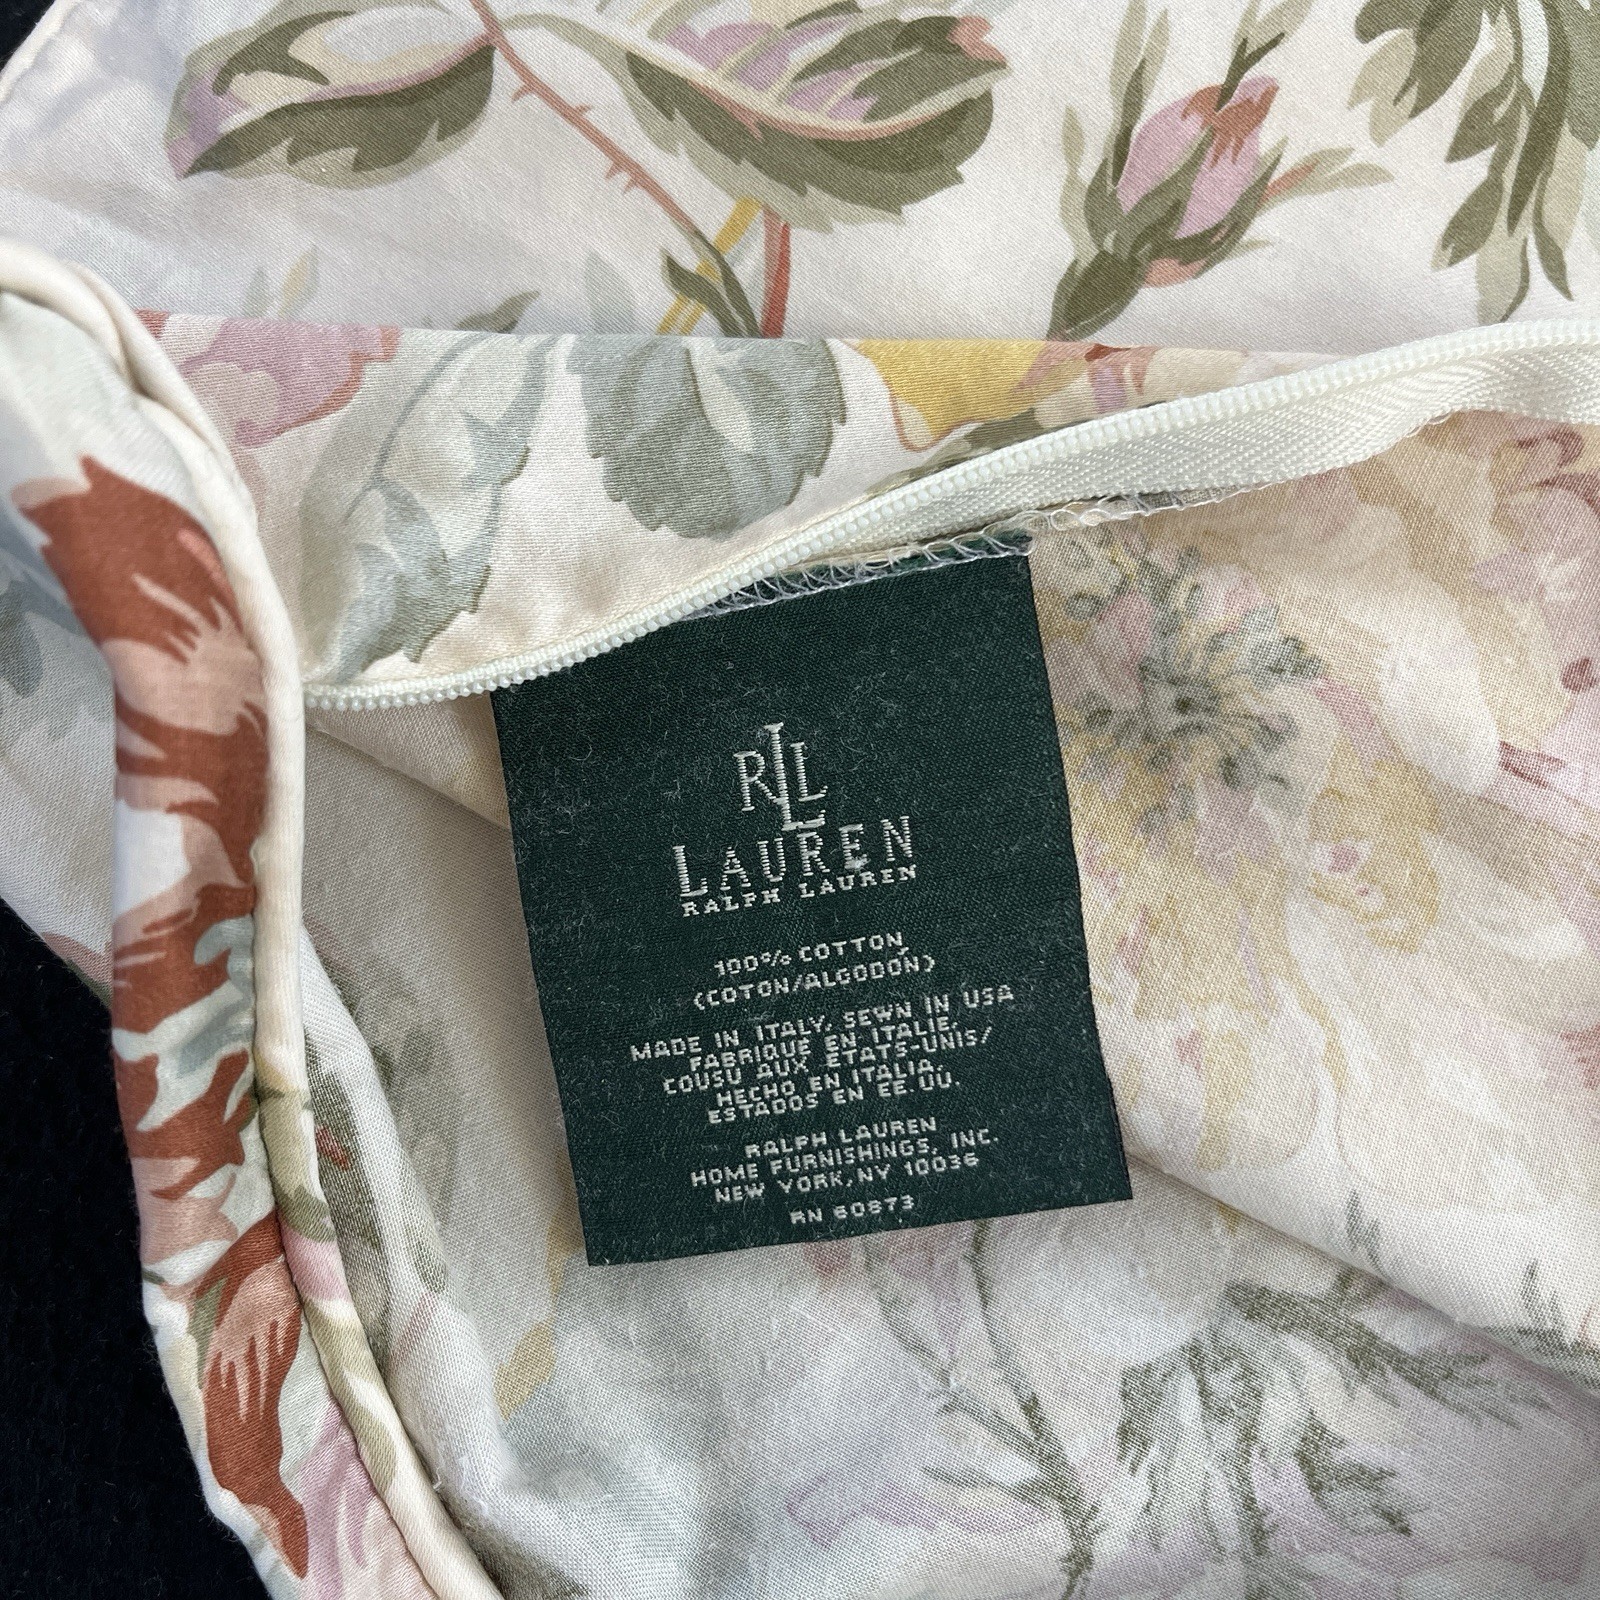 RLL
LAUREN
RALPH LAUREN
100% COTTON
(COTON/ALGODÓN)
MADE IN ITALY, SEWN IN USA
FABRIQUE EN ITALIE,
COUSU AUX ETATS-UNIS/
HECHO EN ITALIA,
ESTADOS EN EE.UU.
RALPH LAUREN
HOME FURNISHINGS, INC.
NEW YORK, NY 10036
RN 60873